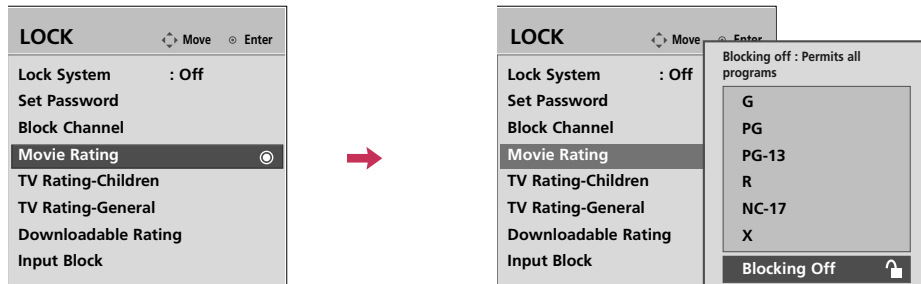 LOCK Move Enter
Lock System : Off
Set Password
Block Channel
Movie Rating
TV Rating-Children
TV Rating-General
Downloadable Rating
Input Block
LOCK Move Enter
Lock System : Off
Set Password
Block Channel
Movie Rating
TV Rating-Children
TV Rating-General
Downloadable Rating
Input Block
Blocking off : Permits all
programs
G
PG
PG-13
R
NC-17
X
Blocking Off